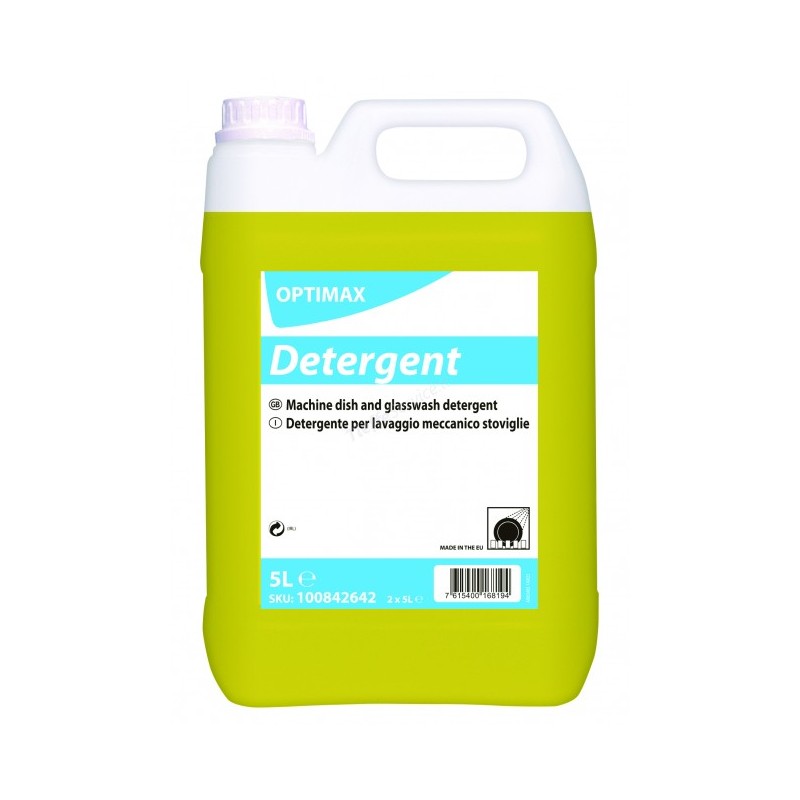 OPTIMAX
Detergent
GB Machine dish and glasswash detergent
I Detergente per lavaggio meccanico stoviglie
MADE IN THE EU
5L ℮
SKU: 100842642 2 x 5L ℮
7 615400 168194